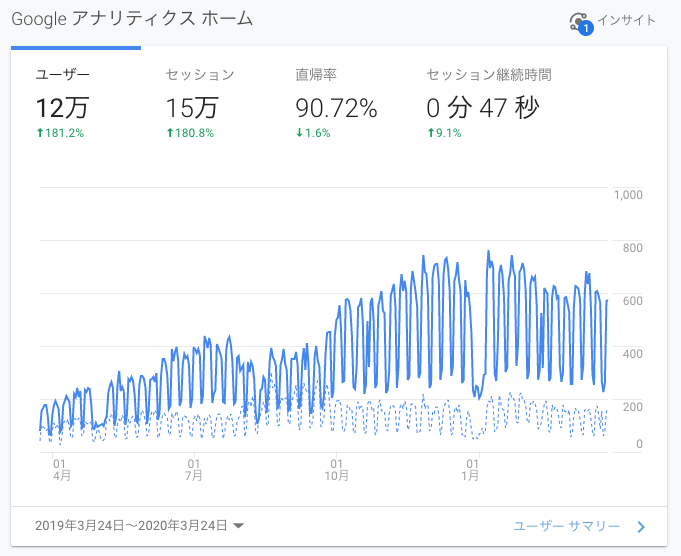 Google アナリティクス ホーム
1 インサイト
ユーザー セッション 直帰率 セッション継続時間
12万 15万 90.72% 0 分 47 秒
↑181.2% ↑180.8% ↓1.6% ↑9.1%
1,000
800
600
400
200
0
01 01 01 01
4月 7月 10月 1月
2019年3月24日～2020年3月24日
ユーザー サマリー